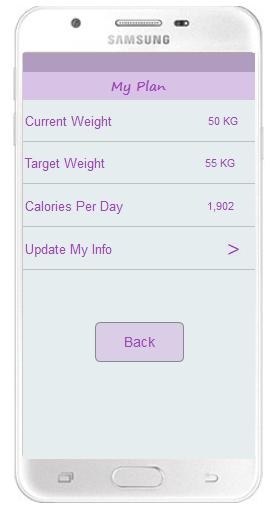 SAMSUNG
My Plan
Current Weight 50 KG
Target Weight 55 KG
Calories Per Day 1,902
Update My Info >
Back